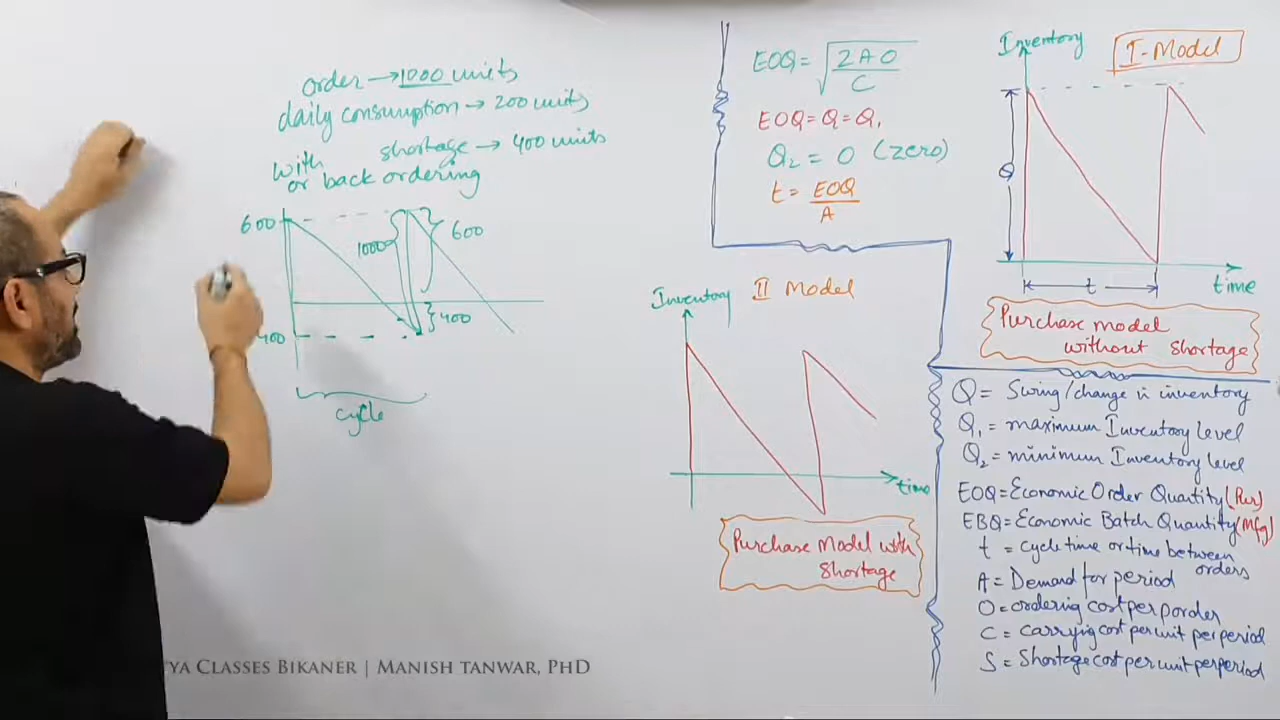 order → 1000 units
daily consumption → 200 units
shortage → 400 units
with
or back ordering
600
1000
600
400
400
cycle
EOQ = √2AO/C
EOQ = Q = Q₁
Q₂ = 0 (zero)
t = EOQ/A
Inventory
I-Model
Q
t
time
Purchase model
without shortage
Inventory
II Model
time
Purchase Model with
shortage
Q = Swing/change in inventory
Q₁ = maximum Inventory level
Q₂ = minimum Inventory level
EOQ = Economic Order Quantity (Pur)
EBQ = Economic Batch Quantity (Mfg)
t = cycle time or time between
orders
A = Demand for period
O = ordering cost per porder
C = carrying cost per unit per period
S = Shortage cost per unit per period
YA CLASSES BIKANER | MANISH TANWAR, PHD